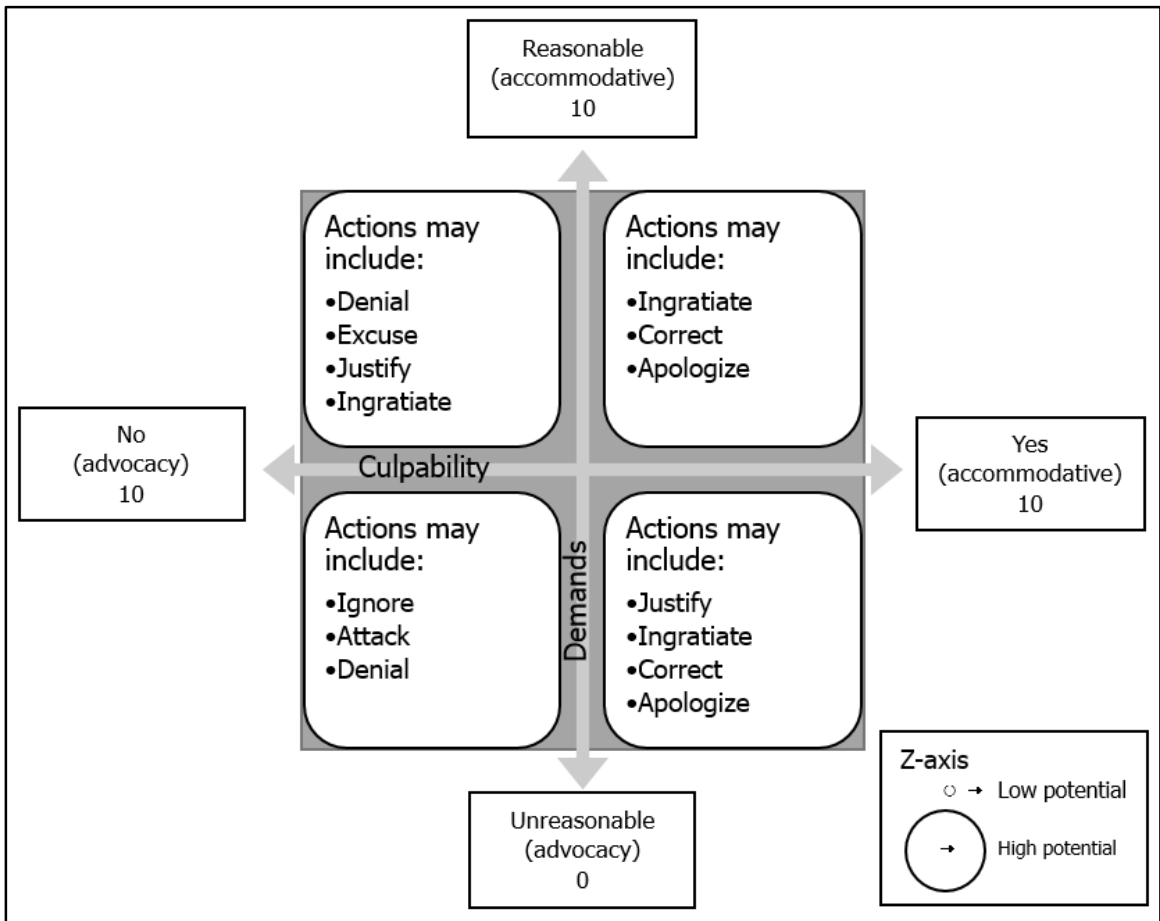 Reasonable
(accommodative)
10
Actions may
include:
•Denial
•Excuse
•Justify
•Ingratiate
Actions may
include:
•Ingratiate
•Correct
•Apologize
No
(advocacy)
10
Culpability
Yes
(accommodative)
10
Actions may
include:
•Ignore
•Attack
•Denial
Demands
Actions may
include:
•Justify
•Ingratiate
•Correct
•Apologize
Unreasonable
(advocacy)
0
Z-axis
Low potential
High potential